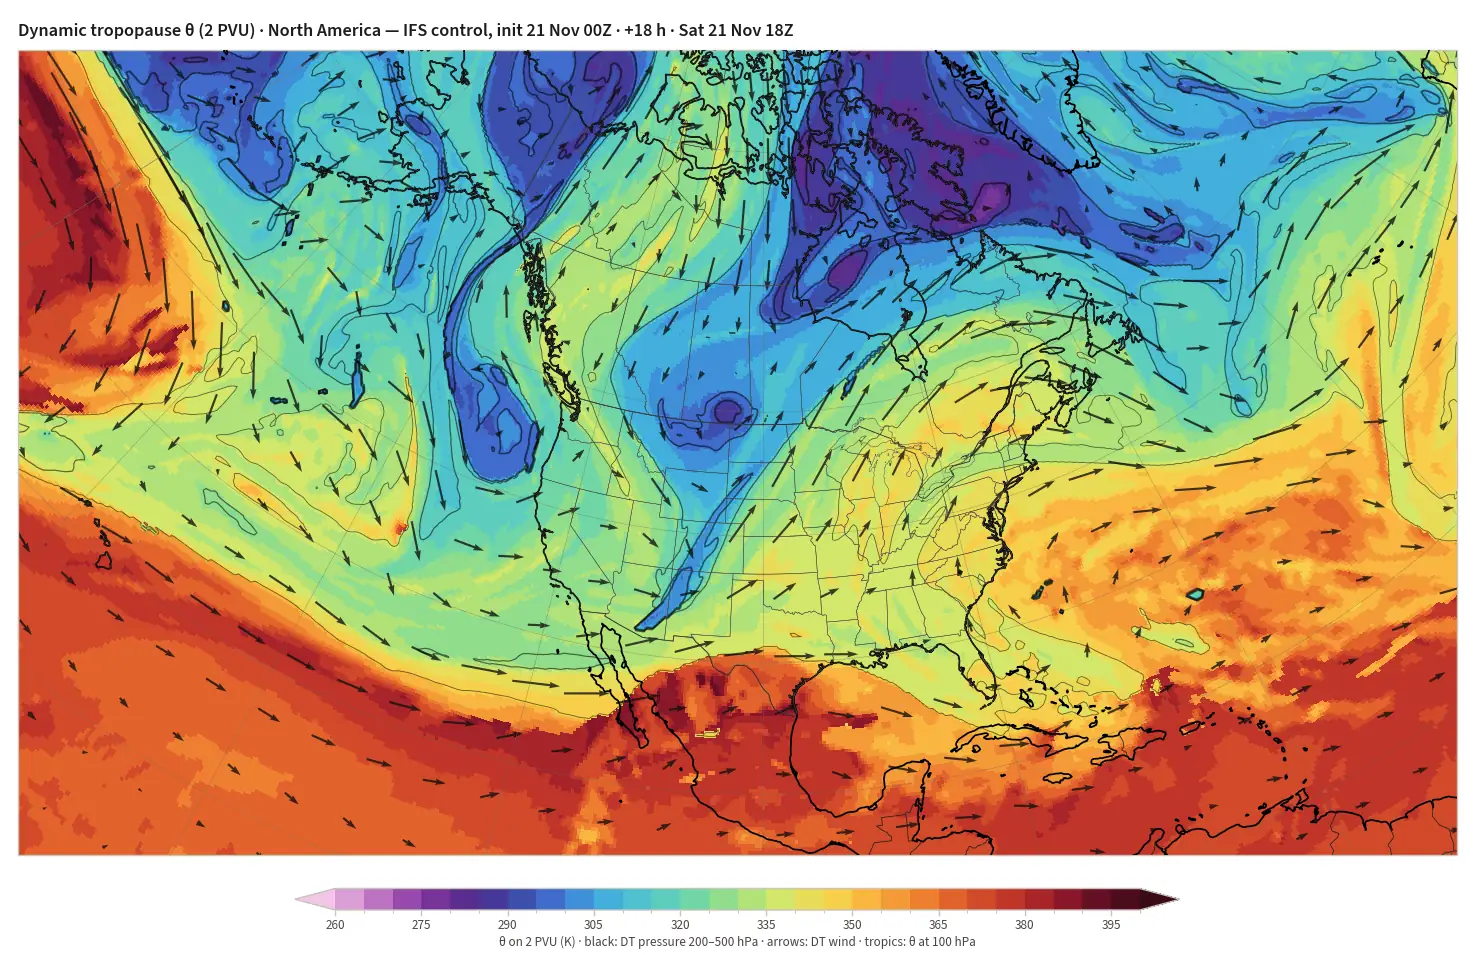 Dynamic tropopause θ (2 PVU) · North America — IFS control, init 21 Nov 00Z · +18 h · Sat 21 Nov 18Z
260 275 290 305 320 335 350 365 380 395
θ on 2 PVU (K) · black: DT pressure 200–500 hPa · arrows: DT wind · tropics: θ at 100 hPa